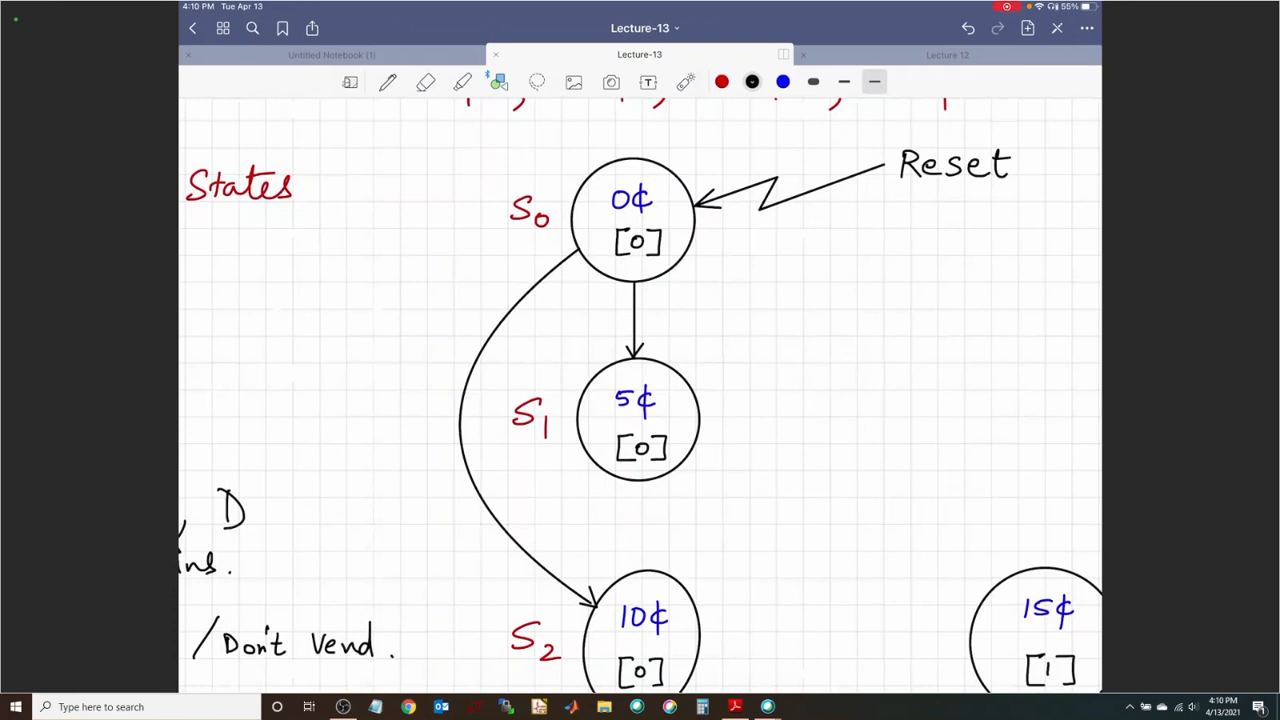 4:10 PM Tue Apr 13
55%
Lecture-13
Untitled Notebook (1)
Lecture-13
Lecture 12
States
Reset
S0
0¢
[0]
S1
5¢
[0]
, D
ins.
/Don't Vend.
S2
10¢
[0]
15¢
[1]
Type here to search
4:10 PM
4/13/2021